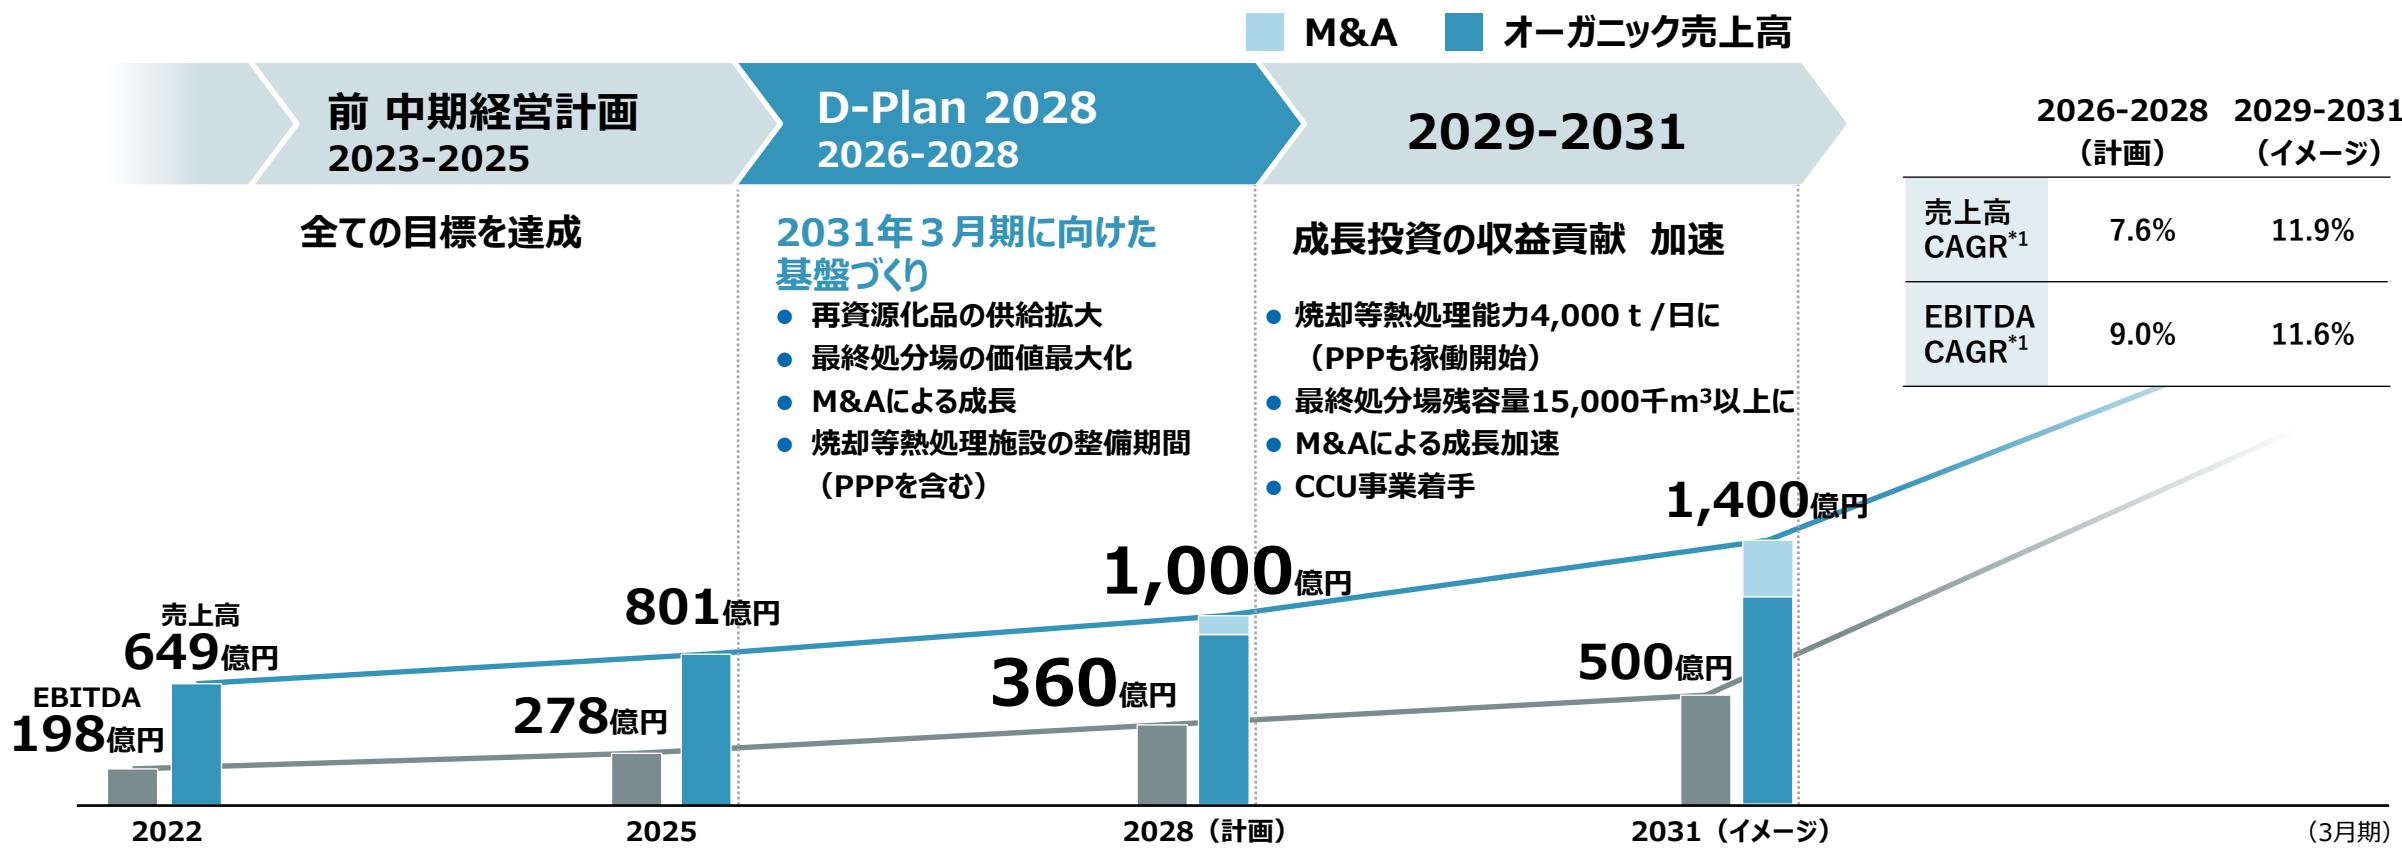 M&A オーガニック売上高
前 中期経営計画
2023-2025
D-Plan 2028
2026-2028
2029-2031
全ての目標を達成
2031年３月期に向けた
基盤づくり
● 再資源化品の供給拡大
● 最終処分場の価値最大化
● M&Aによる成長
● 焼却等熱処理施設の整備期間
（PPPを含む）
成長投資の収益貢献 加速
● 焼却等熱処理能力4,000ｔ/日に
（PPPも稼働開始）
● 最終処分場残容量15,000千m³以上に
● M&Aによる成長加速
● CCU事業着手
2026-2028 2029-2031
（計画） （イメージ）
売上高
CAGR*1 7.6% 11.9%
EBITDA
CAGR*1 9.0% 11.6%
売上高
649億円
EBITDA
198億円
801億円
278億円
1,000億円
360億円
1,400億円
500億円
2022 2025 2028（計画） 2031（イメージ） （3月期）